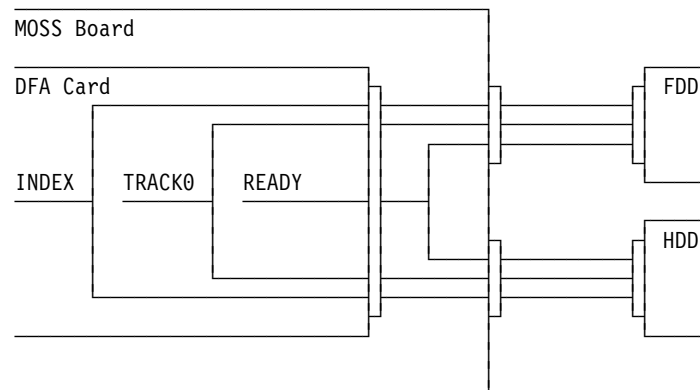 MOSS Board
DFA Card
FDD
INDEX TRACK0 READY
HDD